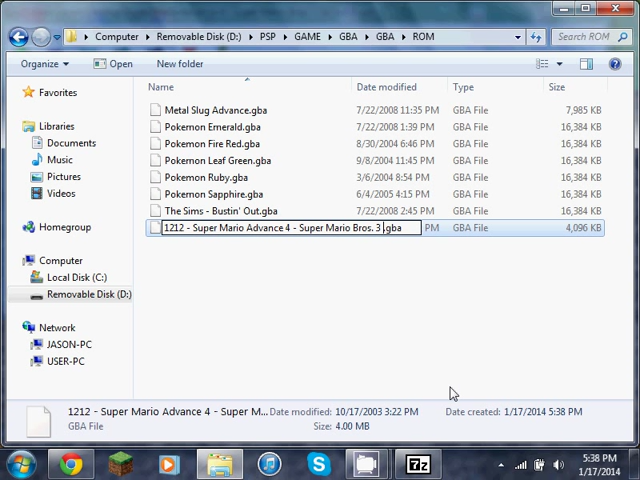 Computer ▸ Removable Disk (D:) ▸ PSP ▸ GAME ▸ GBA ▸ GBA ▸ ROM
Search ROM
Organize
Open
New folder
Name Date modified Type Size
Favorites
Libraries
Documents
Music
Pictures
Videos
Homegroup
Computer
Local Disk (C:)
Removable Disk (D:)
Network
JASON-PC
USER-PC
Metal Slug Advance.gba 7/22/2008 11:35 PM GBA File 7,985 KB
Pokemon Emerald.gba 7/22/2008 1:39 PM GBA File 16,384 KB
Pokemon Fire Red.gba 8/30/2004 6:46 PM GBA File 16,384 KB
Pokemon Leaf Green.gba 9/8/2004 11:45 PM GBA File 16,384 KB
Pokemon Ruby.gba 3/6/2004 8:54 PM GBA File 16,384 KB
Pokemon Sapphire.gba 6/4/2005 4:15 PM GBA File 16,384 KB
The Sims - Bustin' Out.gba 7/22/2008 2:45 PM GBA File 16,384 KB
1212 - Super Mario Advance 4 - Super Mario Bros. 3 .gba PM GBA File 4,096 KB
1212 - Super Mario Advance 4 - Super M... Date modified: 10/17/2003 3:22 PM Date created: 1/17/2014 5:38 PM
GBA File Size: 4.00 MB
7z
5:38 PM
1/17/2014